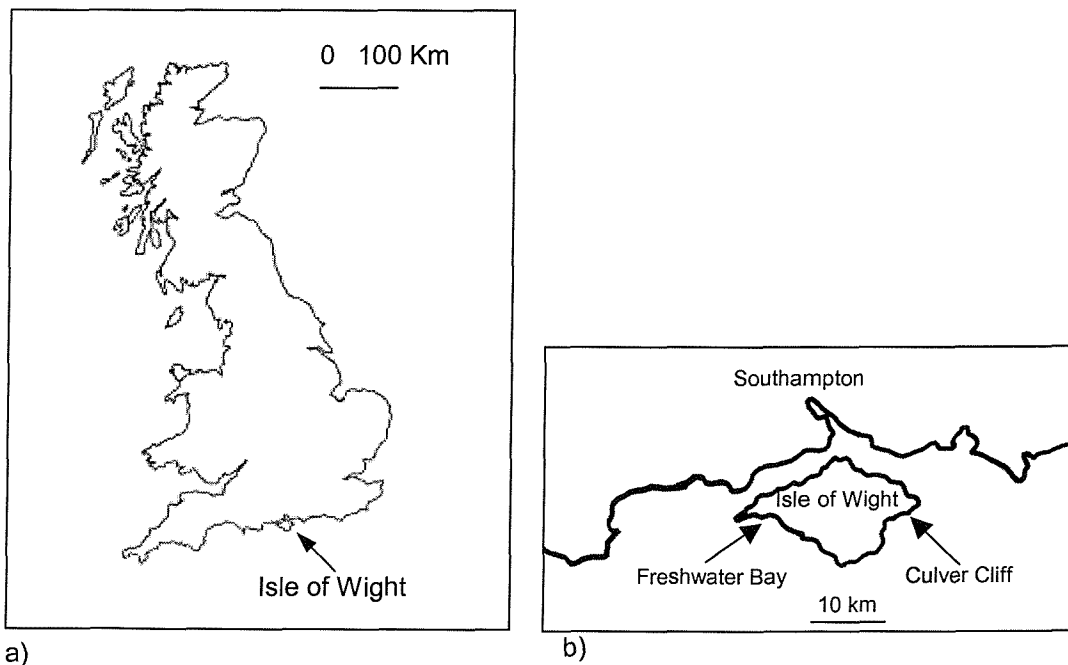 0 100 Km
Isle of Wight
a)
Southampton
Isle of Wight
Freshwater Bay
Culver Cliff
10 km
b)